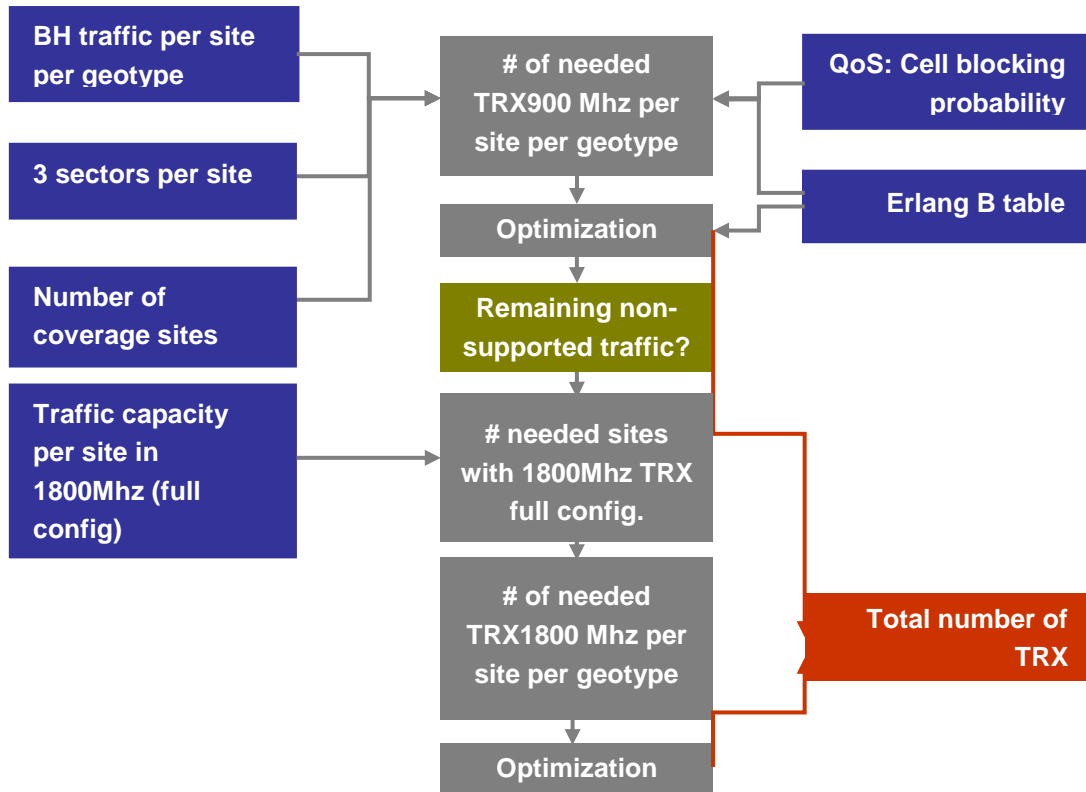 BH traffic per site
per geotype
3 sectors per site
Number of
coverage sites
Traffic capacity
per site in
1800Mhz (full
config)
# of needed
TRX900 Mhz per
site per geotype
Optimization
Remaining non-
supported traffic?
# needed sites
with 1800Mhz TRX
full config.
# of needed
TRX1800 Mhz per
site per geotype
Optimization
QoS: Cell blocking
probability
Erlang B table
Total number of
TRX